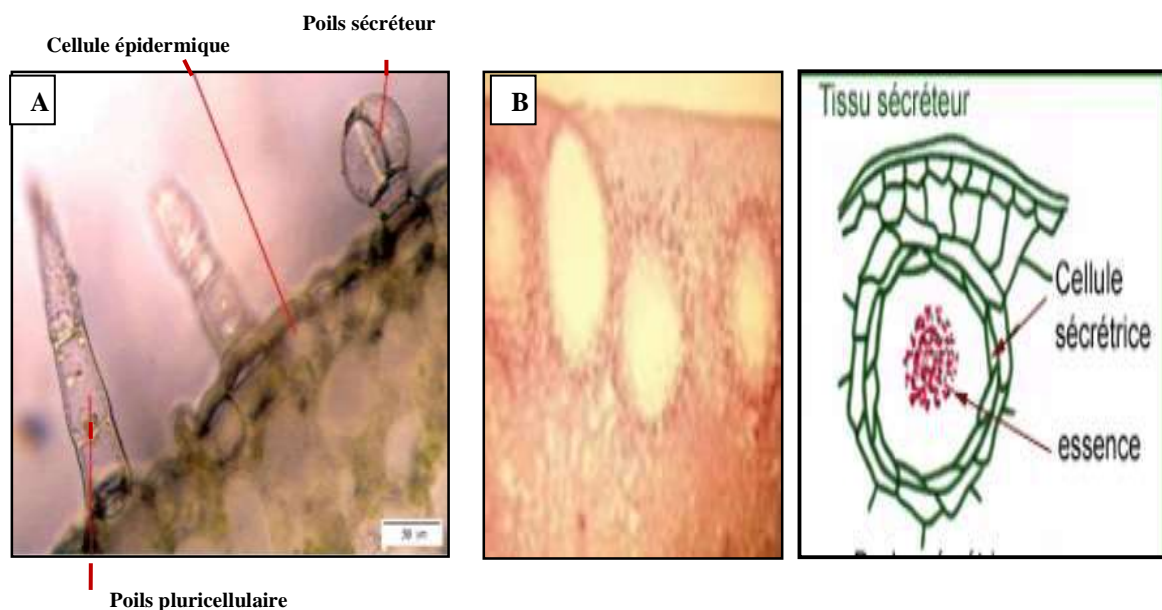 Poils sécréteur
Cellule épidermique
A
B
Tissu sécréteur
Cellule
sécrétrice
essence
Poils pluricellulaire